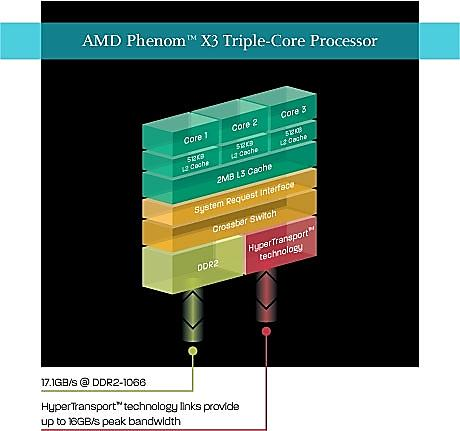 AMD Phenom™ X3 Triple-Core Processor
Core 1
Core 2
Core 3
512KB
L2 Cache
512KB
L2 Cache
512KB
L2 Cache
2MB L3 Cache
System Request Interface
Crossbar Switch
DDR2
HyperTransport™
technology
17.1GB/s @ DDR2-1066
HyperTransport™ technology links provide
up to 16GB/s peak bandwidth